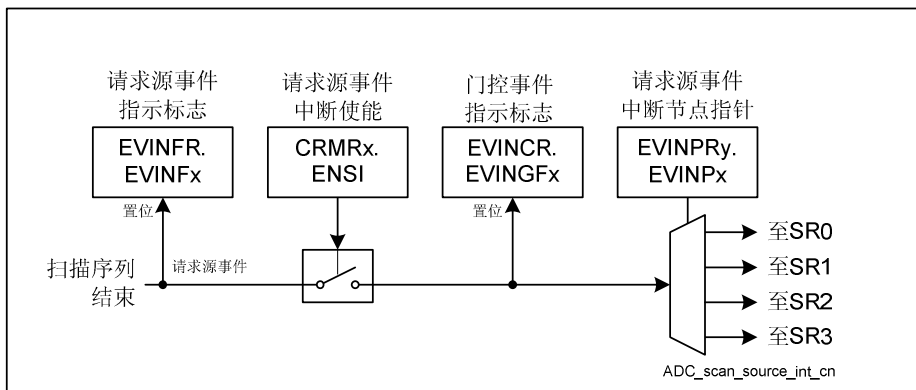 请求源事件
指示标志
请求源事件
中断使能
门控事件
指示标志
请求源事件
中断节点指针
EVINFR.
EVINFx
CRMRx.
ENSI
EVINCR.
EVINGFx
EVINPRy.
EVINPx
置位
置位
扫描序列
结束
请求源事件
至SR0
至SR1
至SR2
至SR3
ADC_scan_source_int_cn